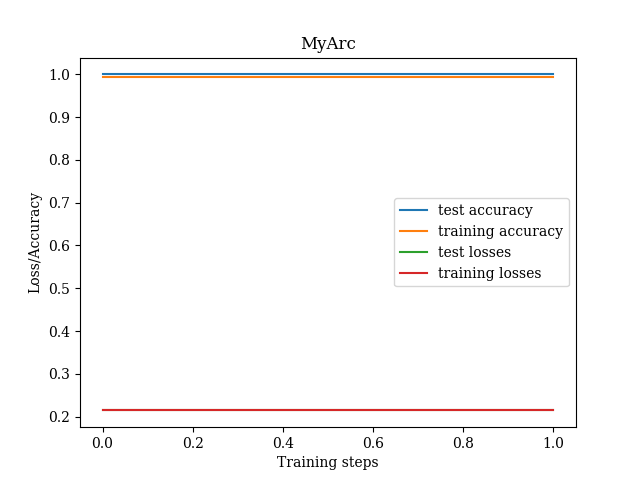 MyArc
1.0
0.9
0.8
0.7
0.6
0.5
0.4
0.3
0.2
Loss/Accuracy
test accuracy
training accuracy
test losses
training losses
0.0 0.2 0.4 0.6 0.8 1.0
Training steps